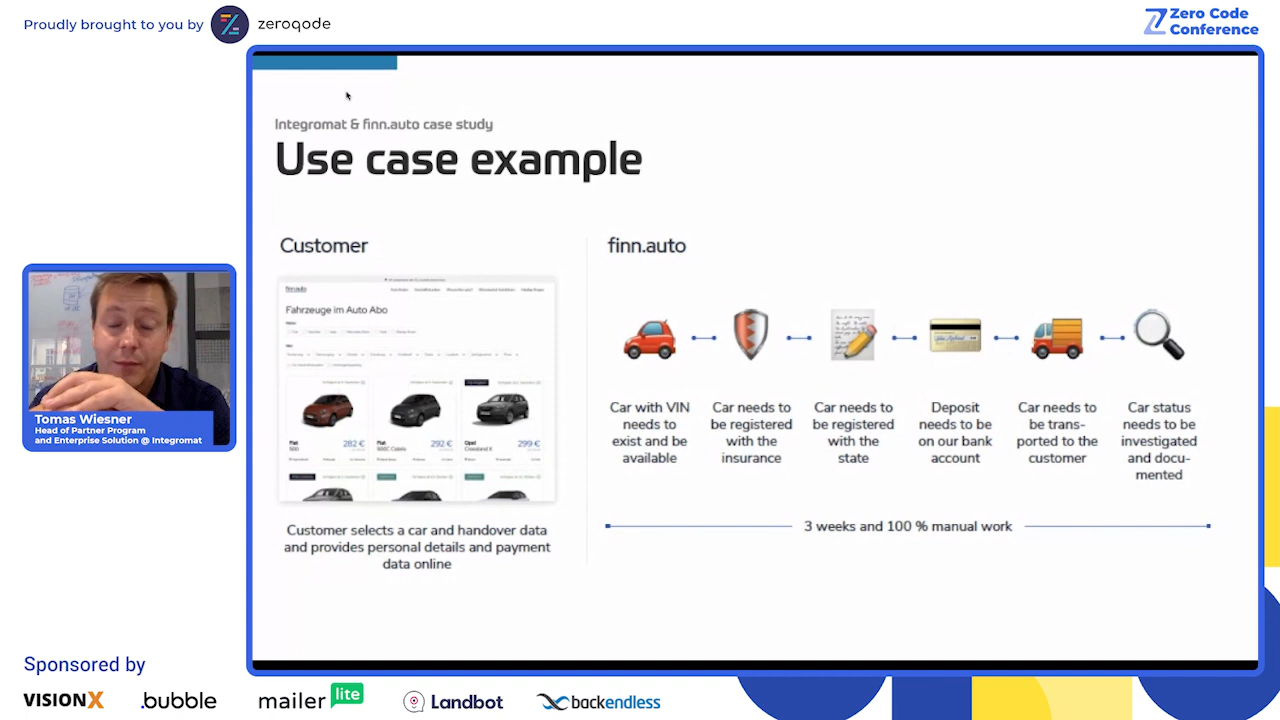 Proudly brought to you by
zeroqode
Zero Code
Conference
Integromat & finn.auto case study
Use case example
Customer
finn.auto
Fahrzeuge im Auto Abo
Fiat
500
282 €
Fiat
500C Cabrio
292 €
Opel
Crossland X
299 €
Customer selects a car and handover data
and provides personal details and payment
data online
Car with VIN
needs to
exist and be
available
Car needs to
be registered
with the
insurance
Car needs to
be registered
with the
state
Deposit
needs to be
on our bank
account
Car needs to
be trans-
ported to the
customer
Car status
needs to be
investigated
and docu-
mented
3 weeks and 100 % manual work
Tomas Wiesner
Head of Partner Program
and Enterprise Solution @ Integromat
Sponsored by
VISIONX
.bubble
mailer lite
Landbot
backendless